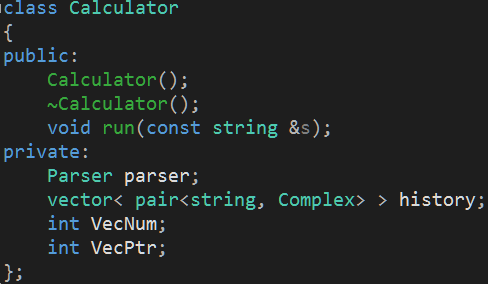 class Calculator
{
public:
    Calculator();
    ~Calculator();
    void run(const string &s);
private:
    Parser parser;
    vector< pair<string, Complex> > history;
    int VecNum;
    int VecPtr;
};